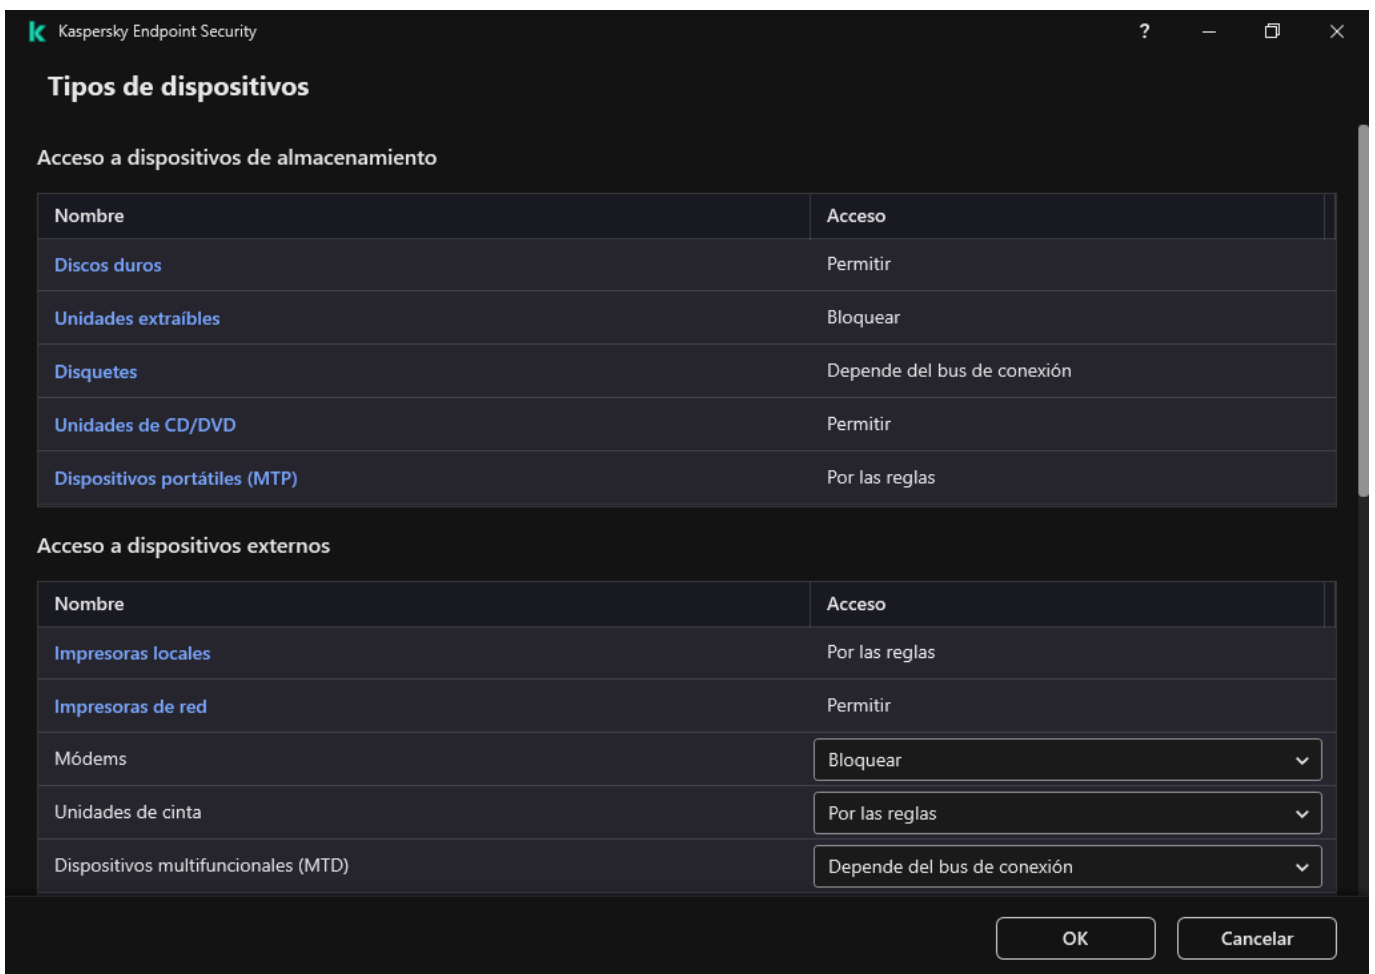 Kaspersky Endpoint Security
?
Tipos de dispositivos
Acceso a dispositivos de almacenamiento
Nombre Acceso
Discos duros Permitir
Unidades extraíbles Bloquear
Disquetes Depende del bus de conexión
Unidades de CD/DVD Permitir
Dispositivos portátiles (MTP) Por las reglas
Acceso a dispositivos externos
Nombre Acceso
Impresoras locales Por las reglas
Impresoras de red Permitir
Módems Bloquear
Unidades de cinta Por las reglas
Dispositivos multifuncionales (MTD) Depende del bus de conexión
OK Cancelar